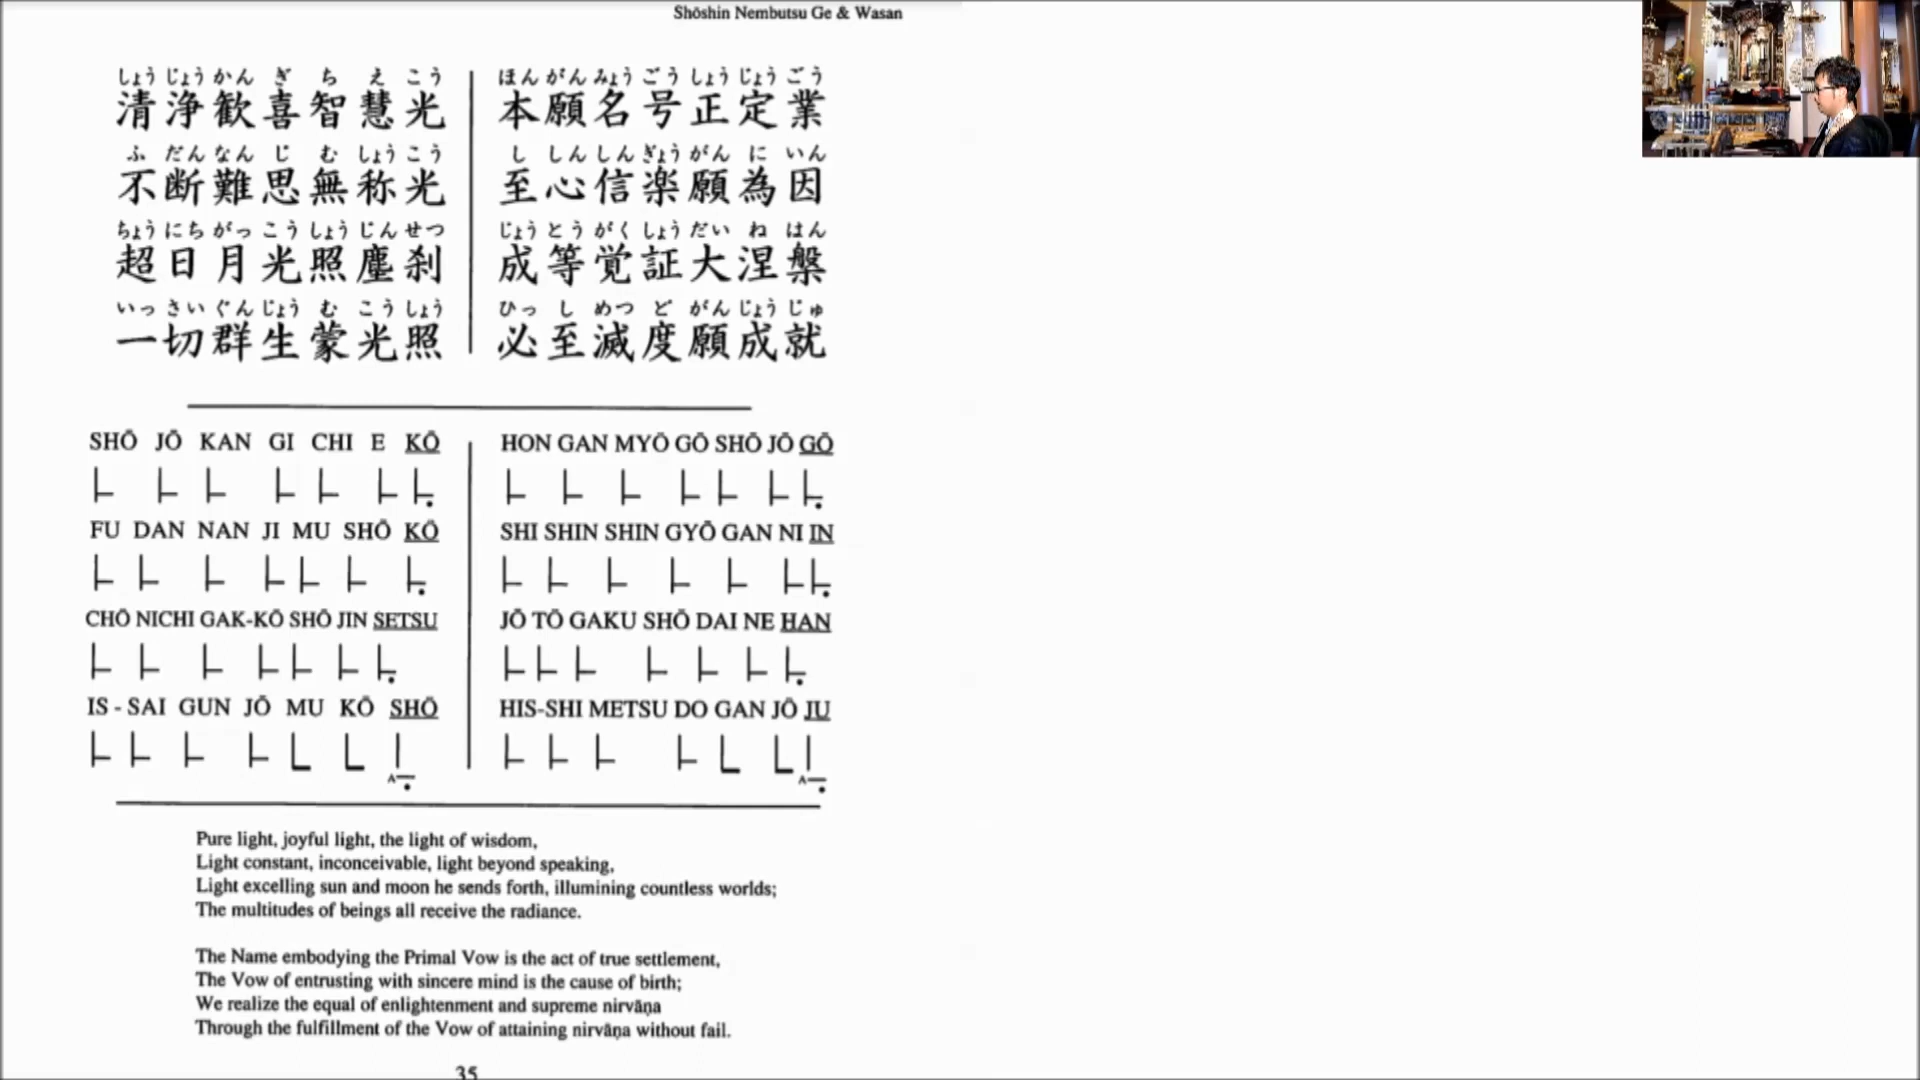 Shōshin Nembutsu Ge & Wasan
しょう じょう かん ぎ ち え こう
清浄歓喜智慧光
ふ だん なん じ む しょう こう
不断難思無称光
ちょう にち がっ こう しょう じん せつ
超日月光照塵刹
いっ さい ぐん じょう む こう しょう
一切群生蒙光照
ほん がん みょう ごう しょう じょう ごう
本願名号正定業
し しん しん ぎょう がん に いん
至心信楽願為因
じょう とう がく しょう だい ね はん
成等覚証大涅槃
ひっ し めつ ど がん じょう じゅ
必至滅度願成就
SHŌ JŌ KAN GI CHI E KŌ
FU DAN NAN JI MU SHŌ KŌ
CHŌ NICHI GAK-KŌ SHŌ JIN SETSU
IS - SAI GUN JŌ MU KŌ SHŌ
A
HON GAN MYŌ GŌ SHŌ JŌ GŌ
SHI SHIN SHIN GYŌ GAN NI IN
JŌ TŌ GAKU SHŌ DAI NE HAN
HIS-SHI METSU DO GAN JŌ JU
A
Pure light, joyful light, the light of wisdom,
Light constant, inconceivable, light beyond speaking,
Light excelling sun and moon he sends forth, illumining countless worlds;
The multitudes of beings all receive the radiance.
The Name embodying the Primal Vow is the act of true settlement,
The Vow of entrusting with sincere mind is the cause of birth;
We realize the equal of enlightenment and supreme nirvāṇa
Through the fulfillment of the Vow of attaining nirvāṇa without fail.
35